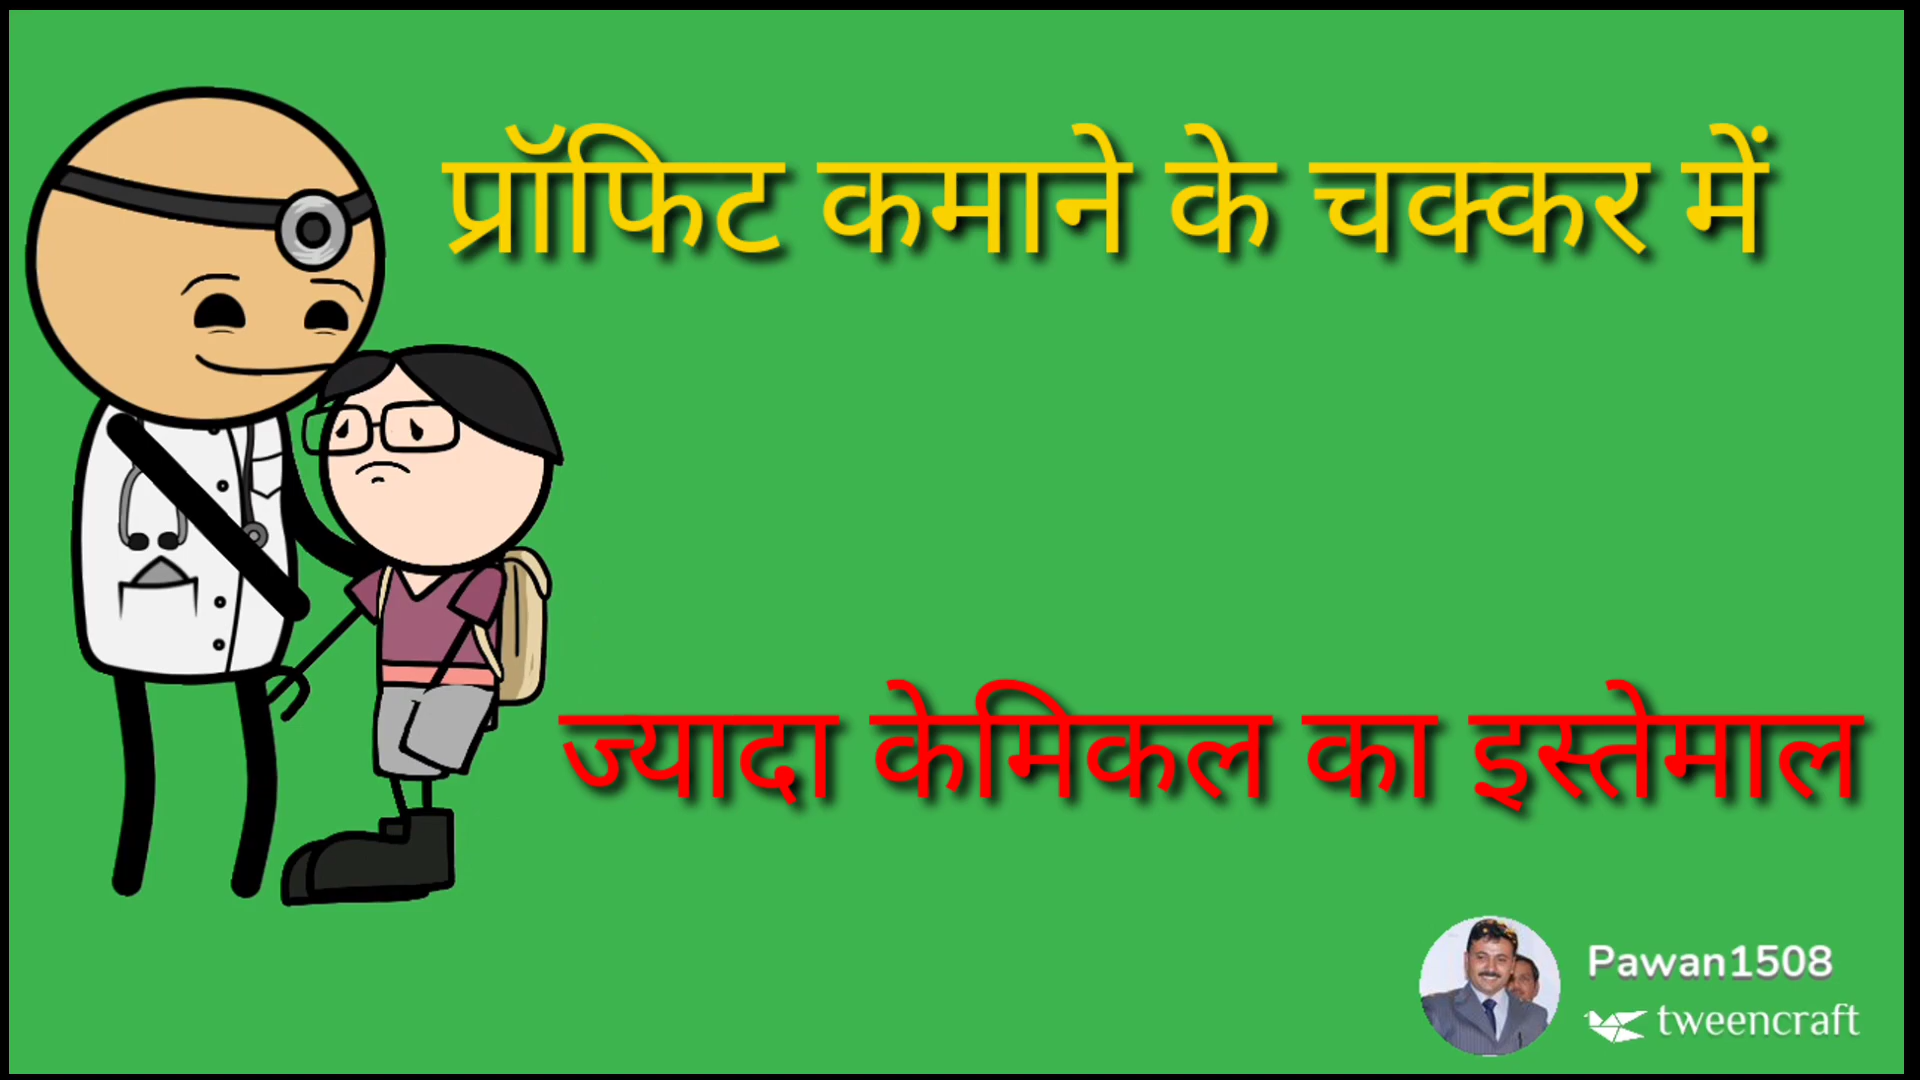 प्रॉफिट कमाने के चक्कर में
ज्यादा केमिकल का इस्तेमाल
Pawan1508
tweencraft